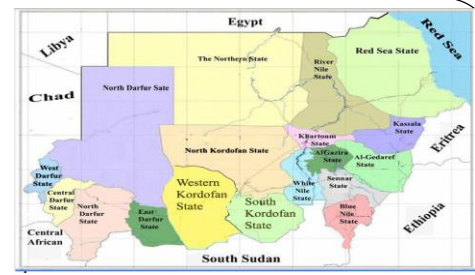 Egypt
Libya
Red Sea
The Northern State
River
Nile
State
Red Sea State
Chad
North Darfur Sate
Kassala
State
Khartoum
State
Eritrea
North Kordofan State
AlGazira
State
Al-Gedaref
State
West
Darfur
State
Central
Darfur
State
North
Darfur
State
East
Darfur
State
Western
Kordofan
State
South
Kordofan
State
White
Nile
State
Sennar
State
Blue
Nile
State
Ethiopia
Central
African
South Sudan